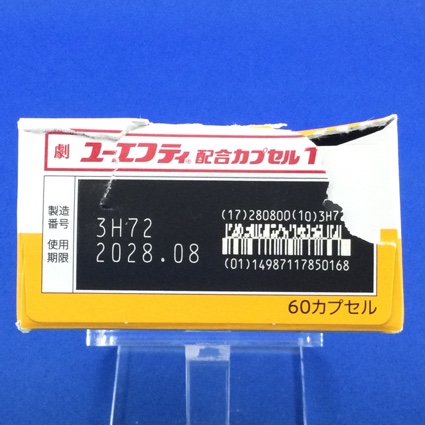 劇 ユーエフティ® 配合カプセル T
製造番号 3H72
使用期限 2028.08
(17)280800(10)3H72
(01)14987117850168
60カプセル